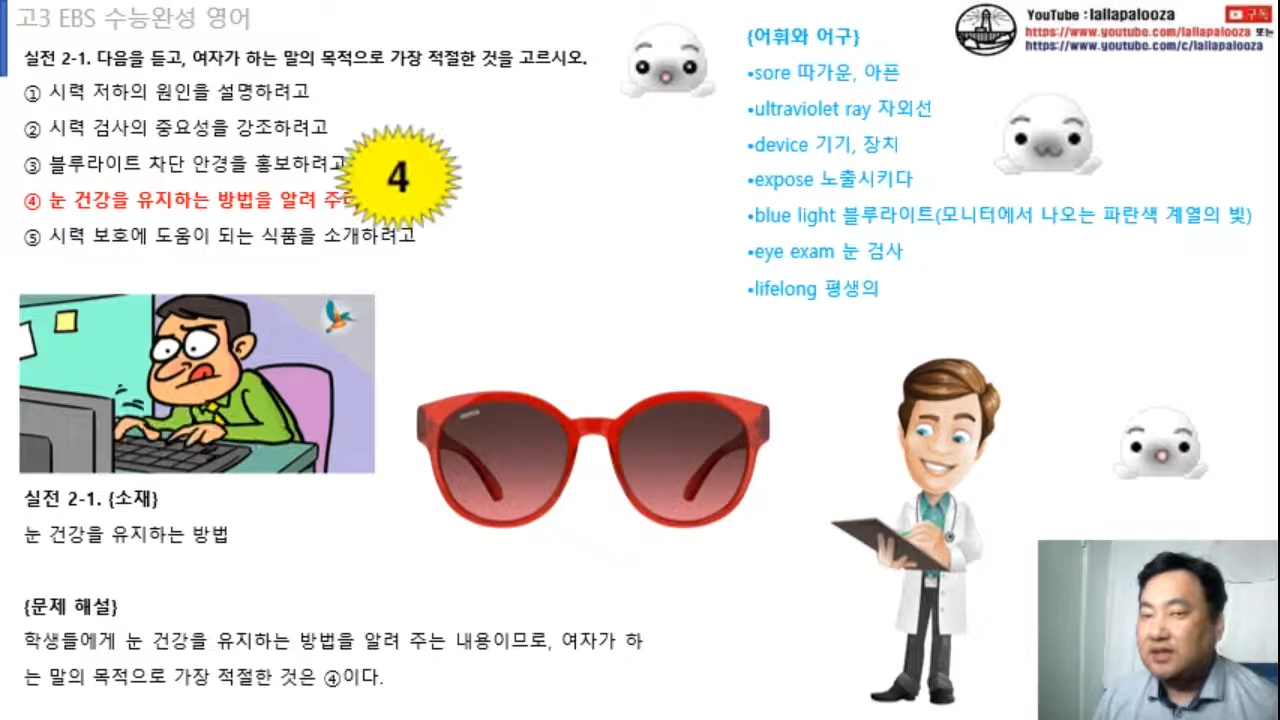 고3 EBS 수능완성 영어
실전 2-1. 다음을 듣고, 여자가 하는 말의 목적으로 가장 적절한 것을 고르시오.
① 시력 저하의 원인을 설명하려고
② 시력 검사의 중요성을 강조하려고
③ 블루라이트 차단 안경을 홍보하려고
④ 눈 건강을 유지하는 방법을 알려
⑤ 시력 보호에 도움이 되는 식품을 소개하려고
4
{어휘와 어구}
•sore 따가운, 아픈
•ultraviolet ray 자외선
•device 기기, 장치
•expose 노출시키다
•blue light 블루라이트(모니터에서 나오는 파란색 계열의 빛)
•eye exam 눈 검사
•lifelong 평생의
YouTube : lallapalooza
구독
https://www.youtube.com/lallapalooza 또는
https://www.youtube.com/c/lallapalooza
실전 2-1. {소재}
눈 건강을 유지하는 방법
{문제 해설}
학생들에게 눈 건강을 유지하는 방법을 알려 주는 내용이므로, 여자가 하
는 말의 목적으로 가장 적절한 것은 ④이다.